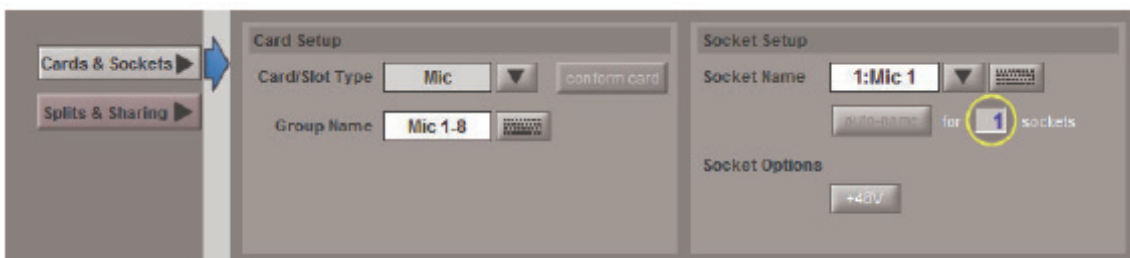 Cards & Sockets
Splits & Sharing
Card Setup
Card/Slot Type Mic conform card
Group Name Mic 1-8
Socket Setup
Socket Name 1:Mic 1
auto-name for 1 sockets
Socket Options
+48V